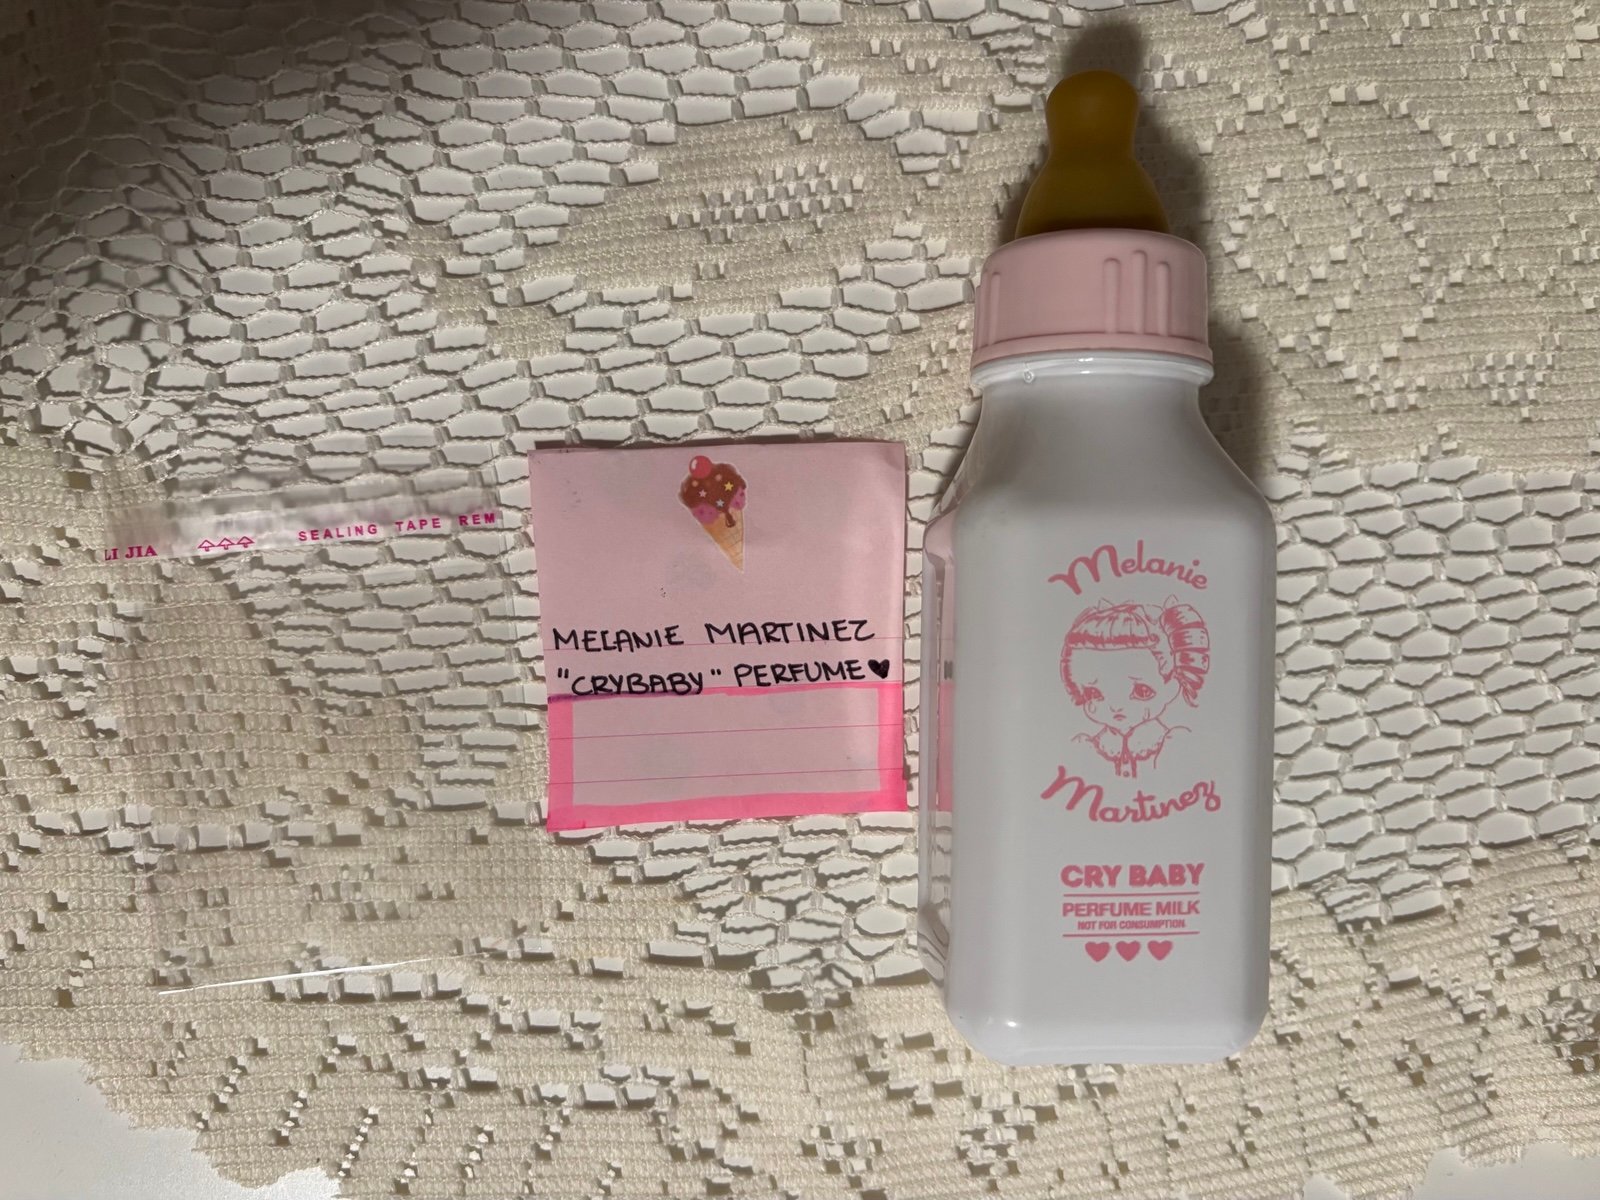 LI JIA SEALING TAPE REM
MELANIE MARTINEZ
"CRYBABY" PERFUME♥
Melanie
Martinez
CRY BABY
PERFUME MILK
NOT FOR CONSUMPTION.